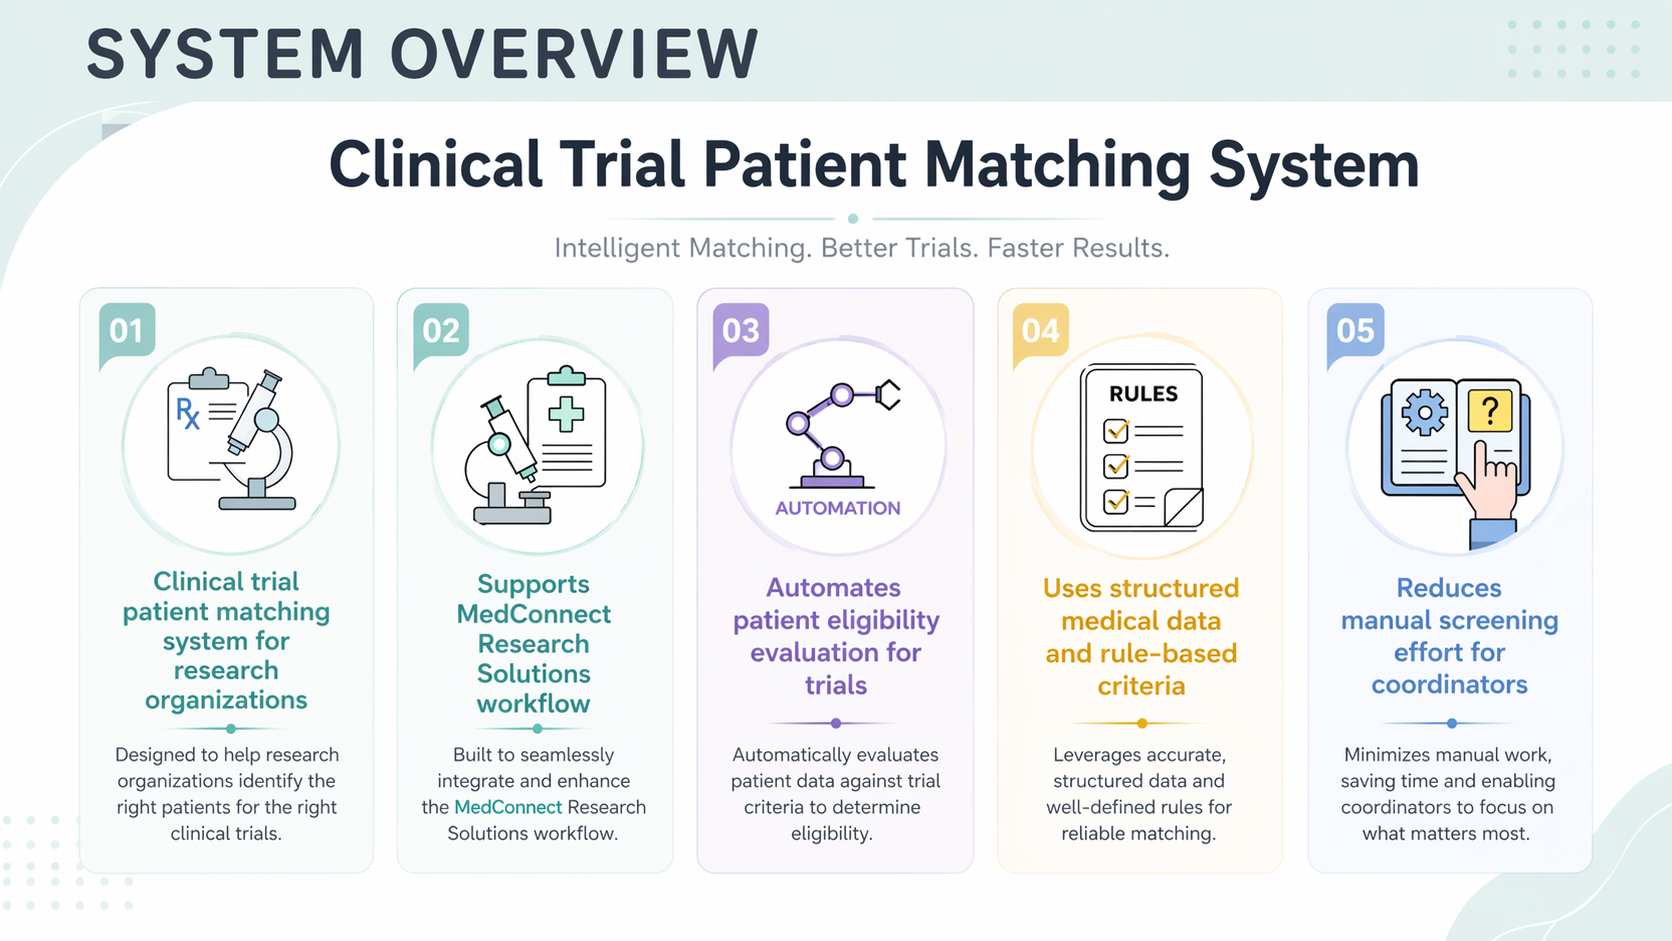 SYSTEM OVERVIEW
Clinical Trial Patient Matching System
Intelligent Matching. Better Trials. Faster Results.
01
Rx
Clinical trial
patient matching
system for
research
organizations
Designed to help research
organizations identify the
right patients for the right
clinical trials.
02
Supports
MedConnect
Research
Solutions
workflow
Built to seamlessly
integrate and enhance
the MedConnect Research
Solutions workflow.
03
AUTOMATION
Automates
patient eligibility
evaluation for
trials
Automatically evaluates
patient data against trial
criteria to determine
eligibility.
04
RULES
Uses structured
medical data
and rule-based
criteria
Leverages accurate,
structured data and
well-defined rules for
reliable matching.
05
?
Reduces
manual screening
effort for
coordinators
Minimizes manual work,
saving time and enabling
coordinators to focus on
what matters most.